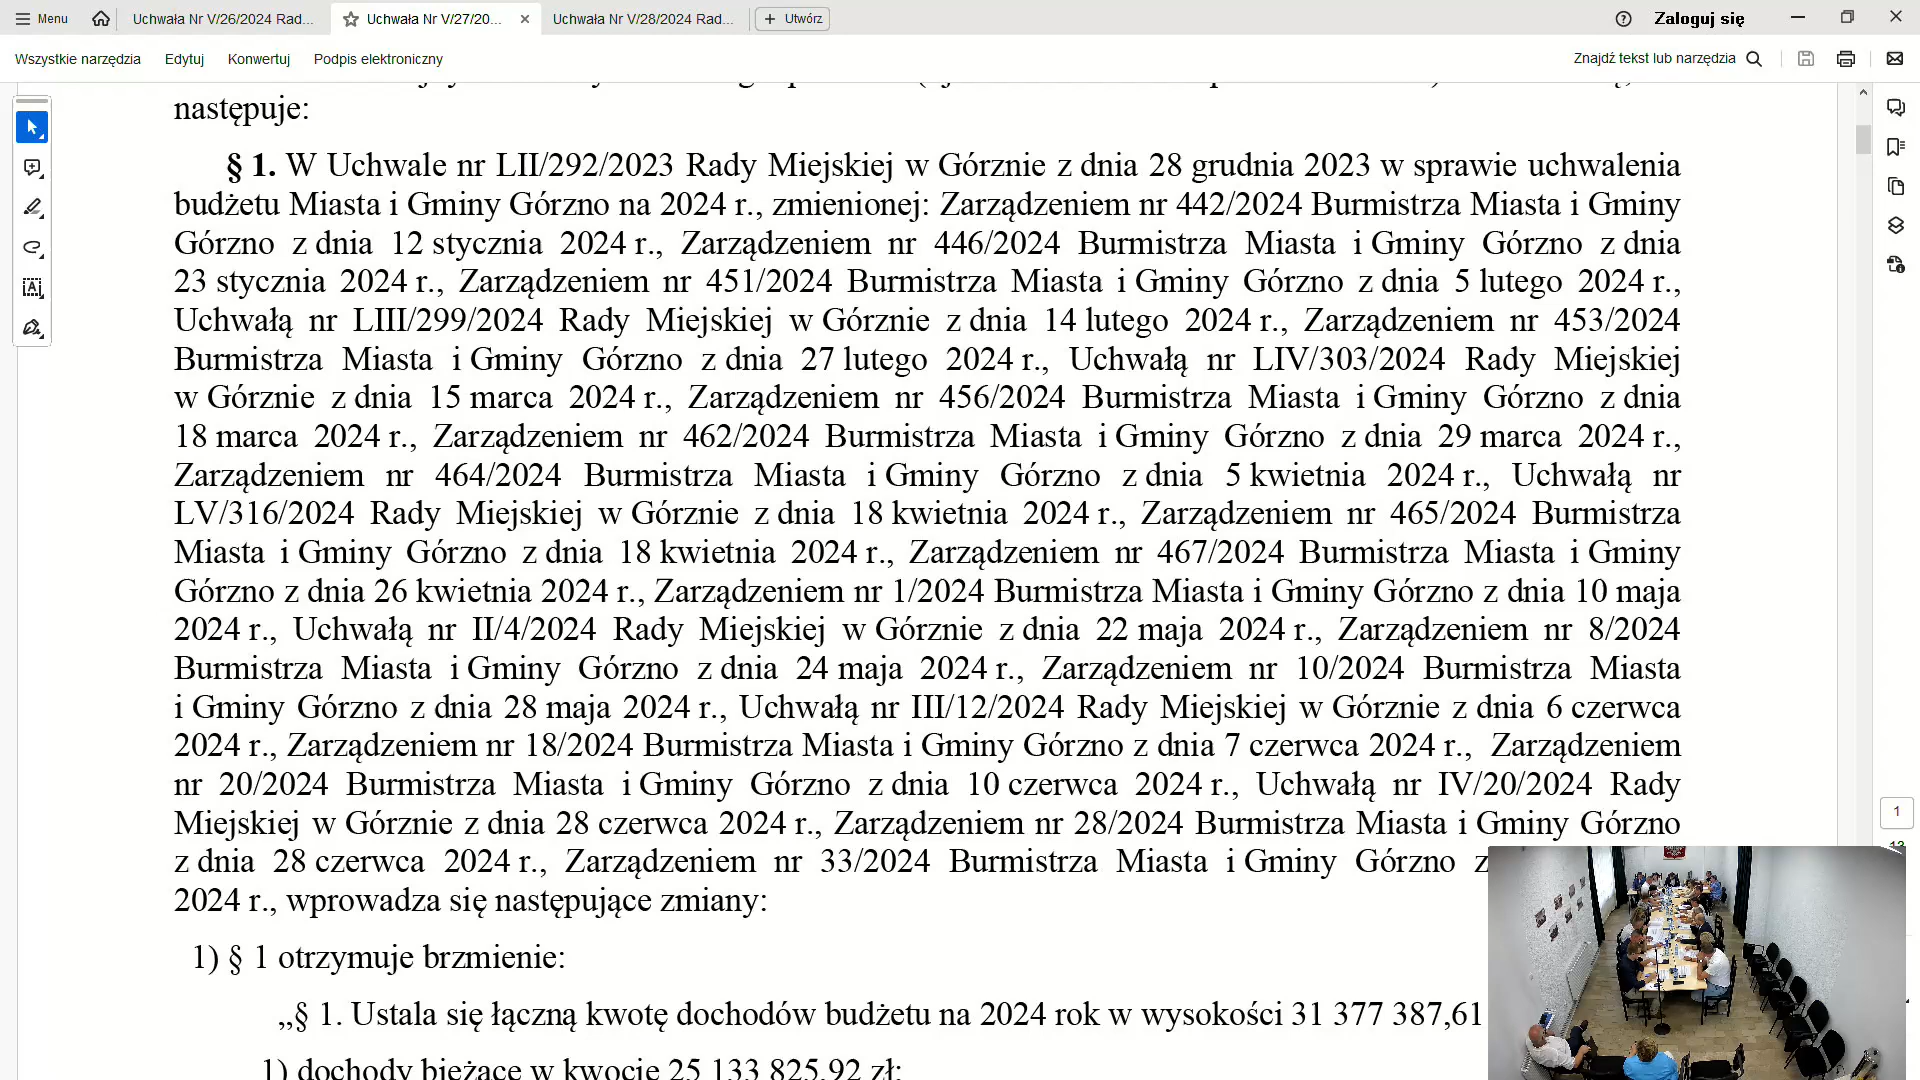 Menu
Uchwała Nr V/26/2024 Rad...
Uchwała Nr V/27/20...
Uchwała Nr V/28/2024 Rad...
Utwórz
Zaloguj się
Wszystkie narzędzia
Edytuj
Konwertuj
Podpis elektroniczny
Znajdź tekst lub narzędzia
następuje:
§ 1. W Uchwale nr LII/292/2023 Rady Miejskiej w Górznie z dnia 28 grudnia 2023 w sprawie uchwalenia
budżetu Miasta i Gminy Górzno na 2024 r., zmienionej: Zarządzeniem nr 442/2024 Burmistrza Miasta i Gminy
Górzno z dnia 12 stycznia 2024 r., Zarządzeniem nr 446/2024 Burmistrza Miasta i Gminy Górzno z dnia
23 stycznia 2024 r., Zarządzeniem nr 451/2024 Burmistrza Miasta i Gminy Górzno z dnia 5 lutego 2024 r.,
Uchwałą nr LIII/299/2024 Rady Miejskiej w Górznie z dnia 14 lutego 2024 r., Zarządzeniem nr 453/2024
Burmistrza Miasta i Gminy Górzno z dnia 27 lutego 2024 r., Uchwałą nr LIV/303/2024 Rady Miejskiej
w Górznie z dnia 15 marca 2024 r., Zarządzeniem nr 456/2024 Burmistrza Miasta i Gminy Górzno z dnia
18 marca 2024 r., Zarządzeniem nr 462/2024 Burmistrza Miasta i Gminy Górzno z dnia 29 marca 2024 r.,
Zarządzeniem nr 464/2024 Burmistrza Miasta i Gminy Górzno z dnia 5 kwietnia 2024 r., Uchwałą nr
LV/316/2024 Rady Miejskiej w Górznie z dnia 18 kwietnia 2024 r., Zarządzeniem nr 465/2024 Burmistrza
Miasta i Gminy Górzno z dnia 18 kwietnia 2024 r., Zarządzeniem nr 467/2024 Burmistrza Miasta i Gminy
Górzno z dnia 26 kwietnia 2024 r., Zarządzeniem nr 1/2024 Burmistrza Miasta i Gminy Górzno z dnia 10 maja
2024 r., Uchwałą nr II/4/2024 Rady Miejskiej w Górznie z dnia 22 maja 2024 r., Zarządzeniem nr 8/2024
Burmistrza Miasta i Gminy Górzno z dnia 24 maja 2024 r., Zarządzeniem nr 10/2024 Burmistrza Miasta
i Gminy Górzno z dnia 28 maja 2024 r., Uchwałą nr III/12/2024 Rady Miejskiej w Górznie z dnia 6 czerwca
2024 r., Zarządzeniem nr 18/2024 Burmistrza Miasta i Gminy Górzno z dnia 7 czerwca 2024 r., Zarządzeniem
nr 20/2024 Burmistrza Miasta i Gminy Górzno z dnia 10 czerwca 2024 r., Uchwałą nr IV/20/2024 Rady
Miejskiej w Górznie z dnia 28 czerwca 2024 r., Zarządzeniem nr 28/2024 Burmistrza Miasta i Gminy Górzno
z dnia 28 czerwca 2024 r., Zarządzeniem nr 33/2024 Burmistrza Miasta i Gminy Górzno z
2024 r., wprowadza się następujące zmiany:
1) § 1 otrzymuje brzmienie:
„§ 1. Ustala się łączną kwotę dochodów budżetu na 2024 rok w wysokości 31 377 387,61
1) dochody bieżące w kwocie 25 133 825,92 zł:
1